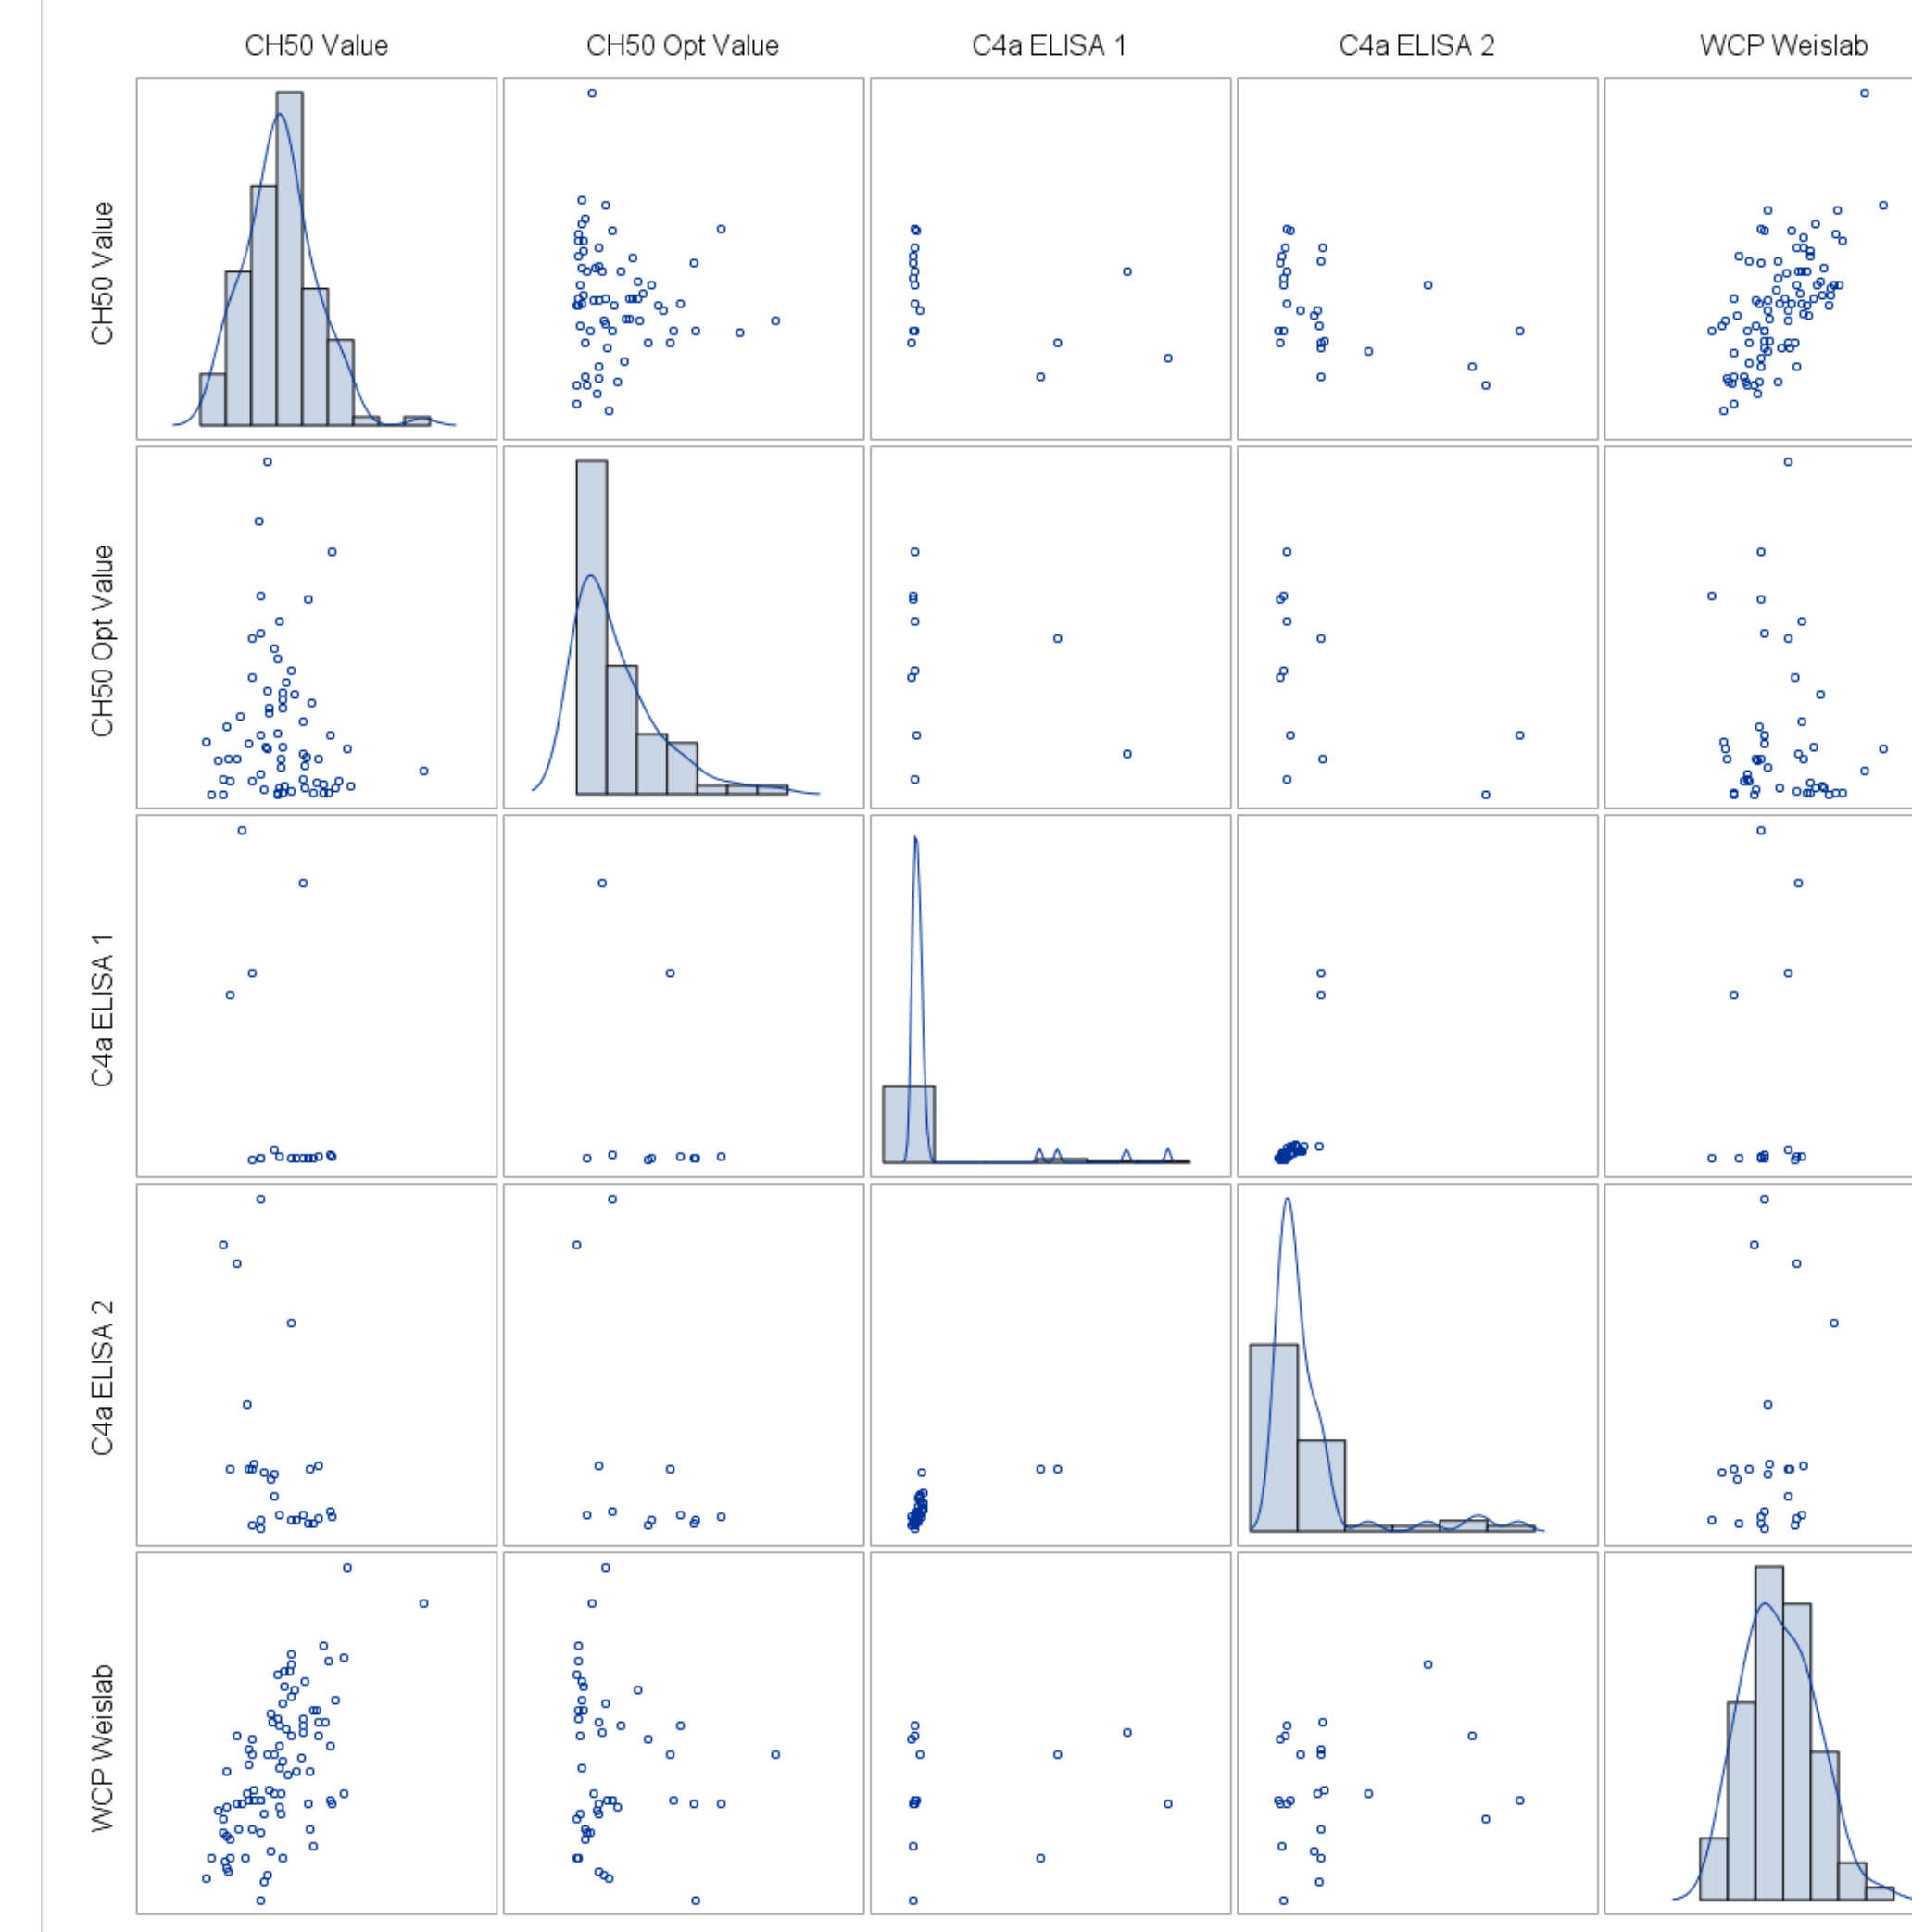 CH50 Value
CH50 Opt Value
C4a ELISA 1
C4a ELISA 2
WCP Weislab
CH50 Value
CH50 Opt Value
C4a ELISA 1
C4a ELISA 2
WCP Weislab